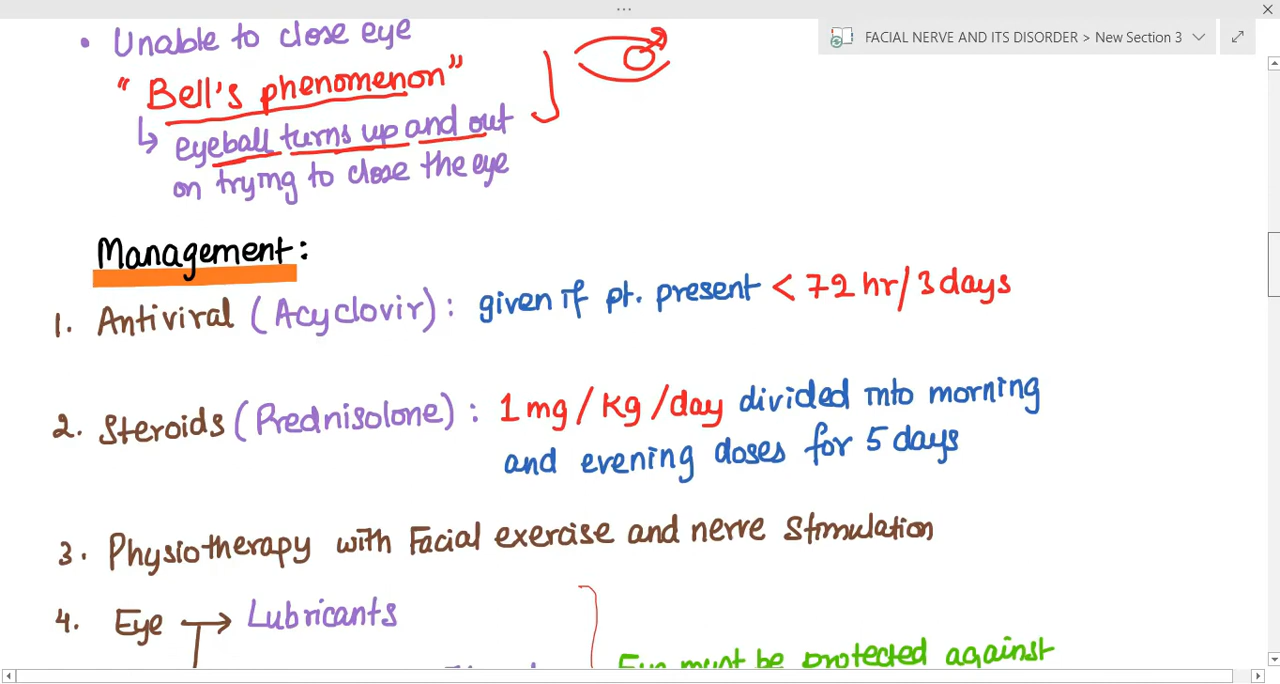 FACIAL NERVE AND ITS DISORDER > New Section 3
• Unable to close eye
"Bell's phenomenon"
↳ eyeball turns up and out
on trying to close the eye
Management:
1. Antiviral (Acyclovir): given if pt. present < 72 hr/3 days
2. Steroids (Prednisolone): 1 mg/kg/day divided into morning
and evening doses for 5 days
3. Physiotherapy with Facial exercise and nerve stimulation
4. Eye → Lubricants
Eye must be protected against